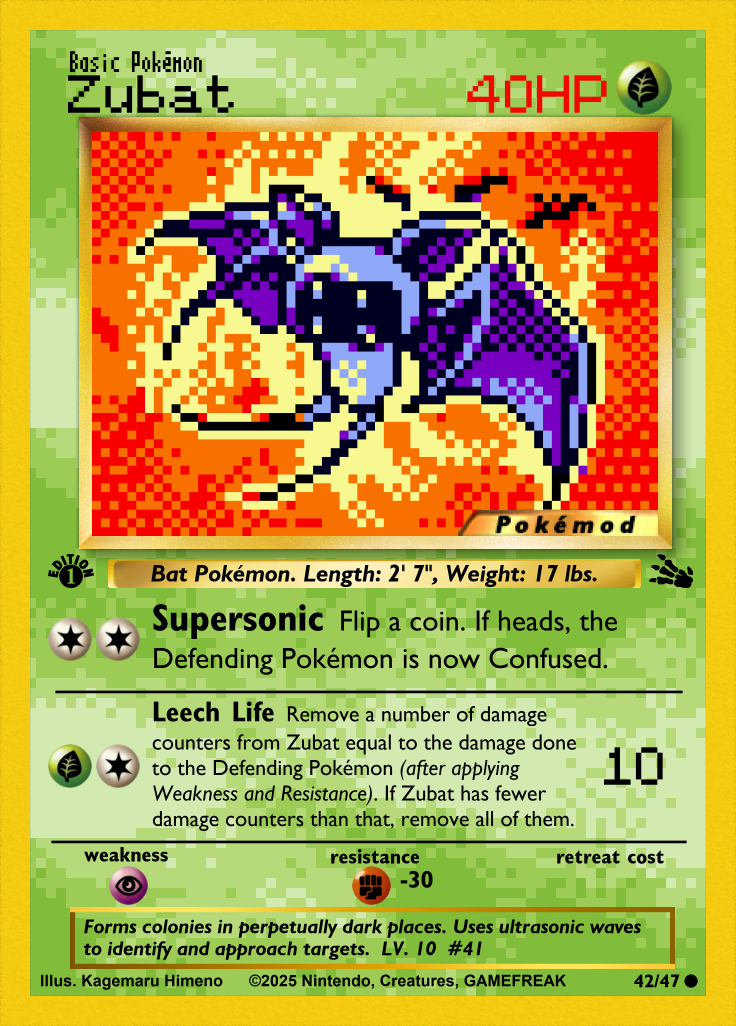 Basic Pokémon
Zubat 40HP
Pokémod
EDITION 1
Bat Pokémon. Length: 2' 7", Weight: 17 lbs.
Supersonic Flip a coin. If heads, the
Defending Pokémon is now Confused.
Leech Life Remove a number of damage
counters from Zubat equal to the damage done
to the Defending Pokémon (after applying
Weakness and Resistance). If Zubat has fewer
damage counters than that, remove all of them.
10
weakness resistance retreat cost
-30
Forms colonies in perpetually dark places. Uses ultrasonic waves
to identify and approach targets. LV. 10 #41
Illus. Kagemaru Himeno ©2025 Nintendo, Creatures, GAMEFREAK 42/47